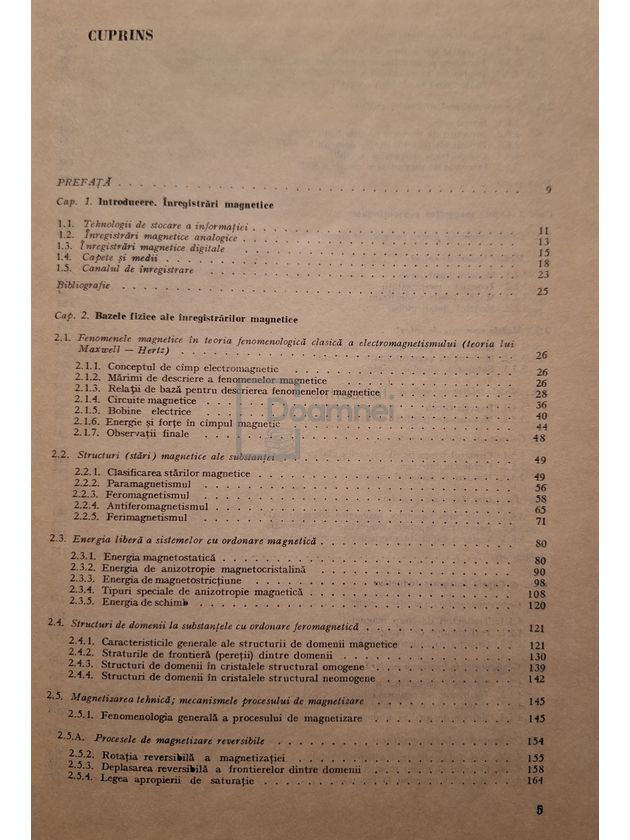 CUPRINS
PREFAȚĂ . . . 9
Cap. 1. Introducere. Înregistrări magnetice
1.1. Tehnologii de stocare a informației . . . 11
1.2. Înregistrări magnetice analogice . . . 13
1.3. Înregistrări magnetice digitale . . . 15
1.4. Capete și medii . . . 18
1.5. Canalul de înregistrare . . . 23
Bibliografie . . . 25
Cap. 2. Bazele fizice ale înregistrărilor magnetice
2.1. Fenomenele magnetice în teoria fenomenologică clasică a electromagnetismului (teoria lui
Maxwell — Hertz) . . . 26
2.1.1. Conceptul de cîmp electromagnetic . . . 26
2.1.2. Mărimi de descriere a fenomenelor magnetice . . . 26
2.1.3. Relații de bază pentru descrierea fenomenelor magnetice . . . 28
2.1.4. Circuite magnetice . . . 36
2.1.5. Bobine electrice . . . 40
2.1.6. Energie și forțe în cîmpul magnetic . . . 44
2.1.7. Observații finale . . . 48
Doamnei
2.2. Structuri (stări) magnetice ale substanței . . . 49
2.2.1. Clasificarea stărilor magnetice . . . 49
2.2.2. Paramagnetismul . . . 56
2.2.3. Feromagnetismul . . . 58
2.2.4. Antiferomagnetismul . . . 65
2.2.5. Ferimagnetismul . . . 71
2.3. Energia liberă a sistemelor cu ordonare magnetică . . . 80
2.3.1. Energia magnetostatică . . . 80
2.3.2. Energia de anizotropie magnetocristalină . . . 90
2.3.3. Energia de magnetostricțiune . . . 98
2.3.4. Tipuri speciale de anizotropie magnetică . . . 108
2.3.5. Energia de schimb . . . 120
2.4. Structuri de domenii la substanțele cu ordonare feromagnetică . . . 121
2.4.1. Caracteristicile generale ale structurii de domenii magnetice . . . 121
2.4.2. Straturile de frontieră (pereții) dintre domenii . . . 130
2.4.3. Structuri de domenii în cristalele structural omogene . . . 139
2.4.4. Structuri de domenii în cristalele structural neomogene . . . 142
2.5. Magnetizarea tehnică; mecanismele procesului de magnetizare . . . 145
2.5.1. Fenomenologia generală a procesului de magnetizare . . . 145
2.5.A. Procesele de magnetizare reversibile . . . 154
2.5.2. Rotația reversibilă a magnetizației . . . 155
2.5.3. Deplasarea reversibilă a frontierelor dintre domenii . . . 158
2.5.4. Legea apropierii de saturație . . . 164
5